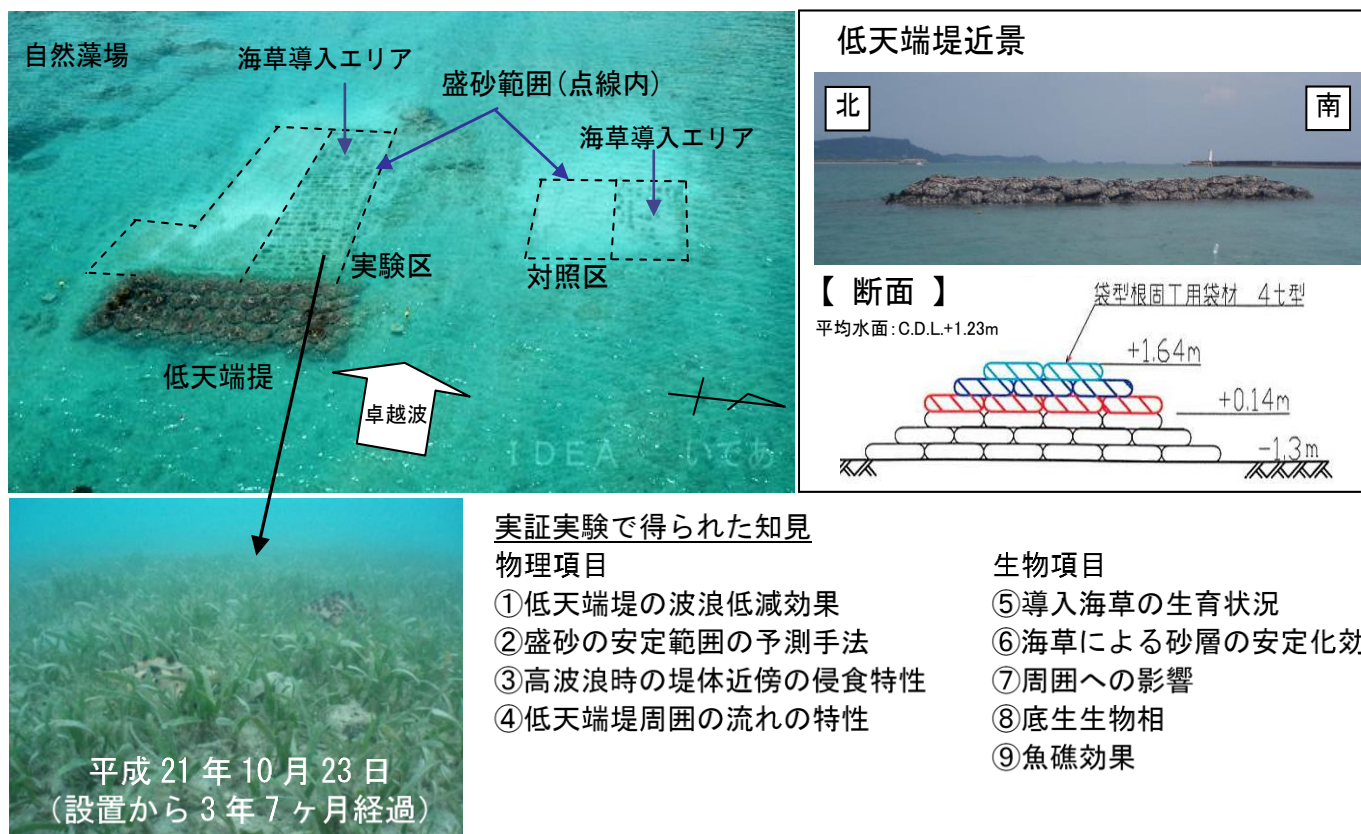 自然藻場
海草導入エリア
盛砂範囲(点線内)
海草導入エリア
実験区
対照区
低天端提
卓越波
IDEA いであ
低天端堤近景
北
南
【 断面 】
袋型根固工用袋材 4t型
平均水面:C.D.L.+1.23m
+1.64m
+0.14m
-1.3m
平成 21 年 10 月 23 日
(設置から 3 年 7 ヶ月経過)
実証実験で得られた知見
物理項目
①低天端堤の波浪低減効果
②盛砂の安定範囲の予測手法
③高波浪時の堤体近傍の侵食特性
④低天端堤周囲の流れの特性
生物項目
⑤導入海草の生育状況
⑥海草による砂層の安定化効
⑦周囲への影響
⑧底生生物相
⑨魚礁効果